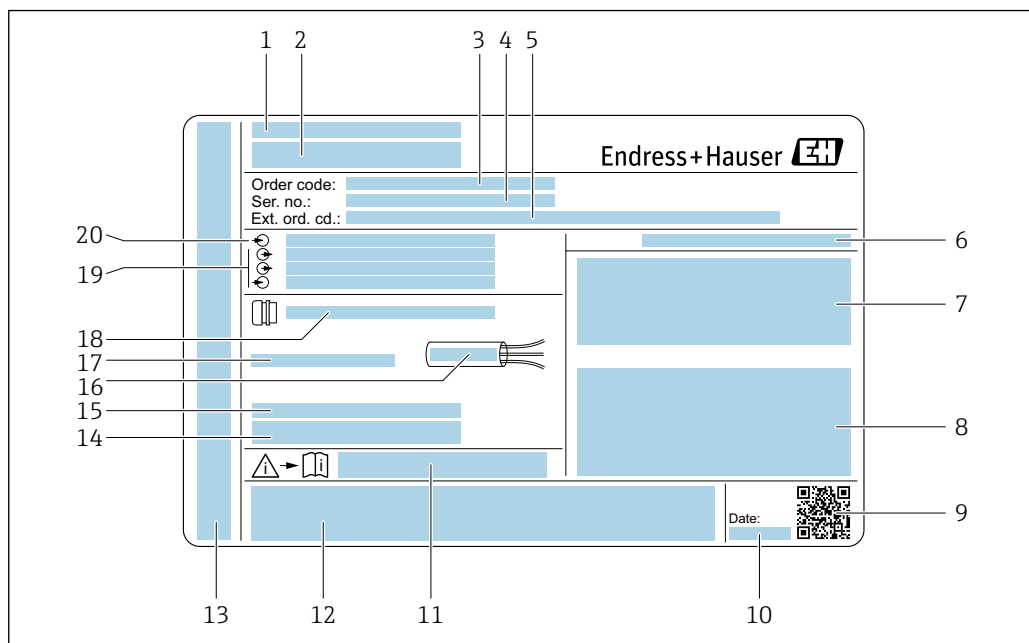 1 2 3 4 5
Endress+Hauser EH
Order code:
Ser. no.:
Ext. ord. cd.:
20
6
19
7
18
17
16
15
14
8
i i
Date:
9
13 12 11 10